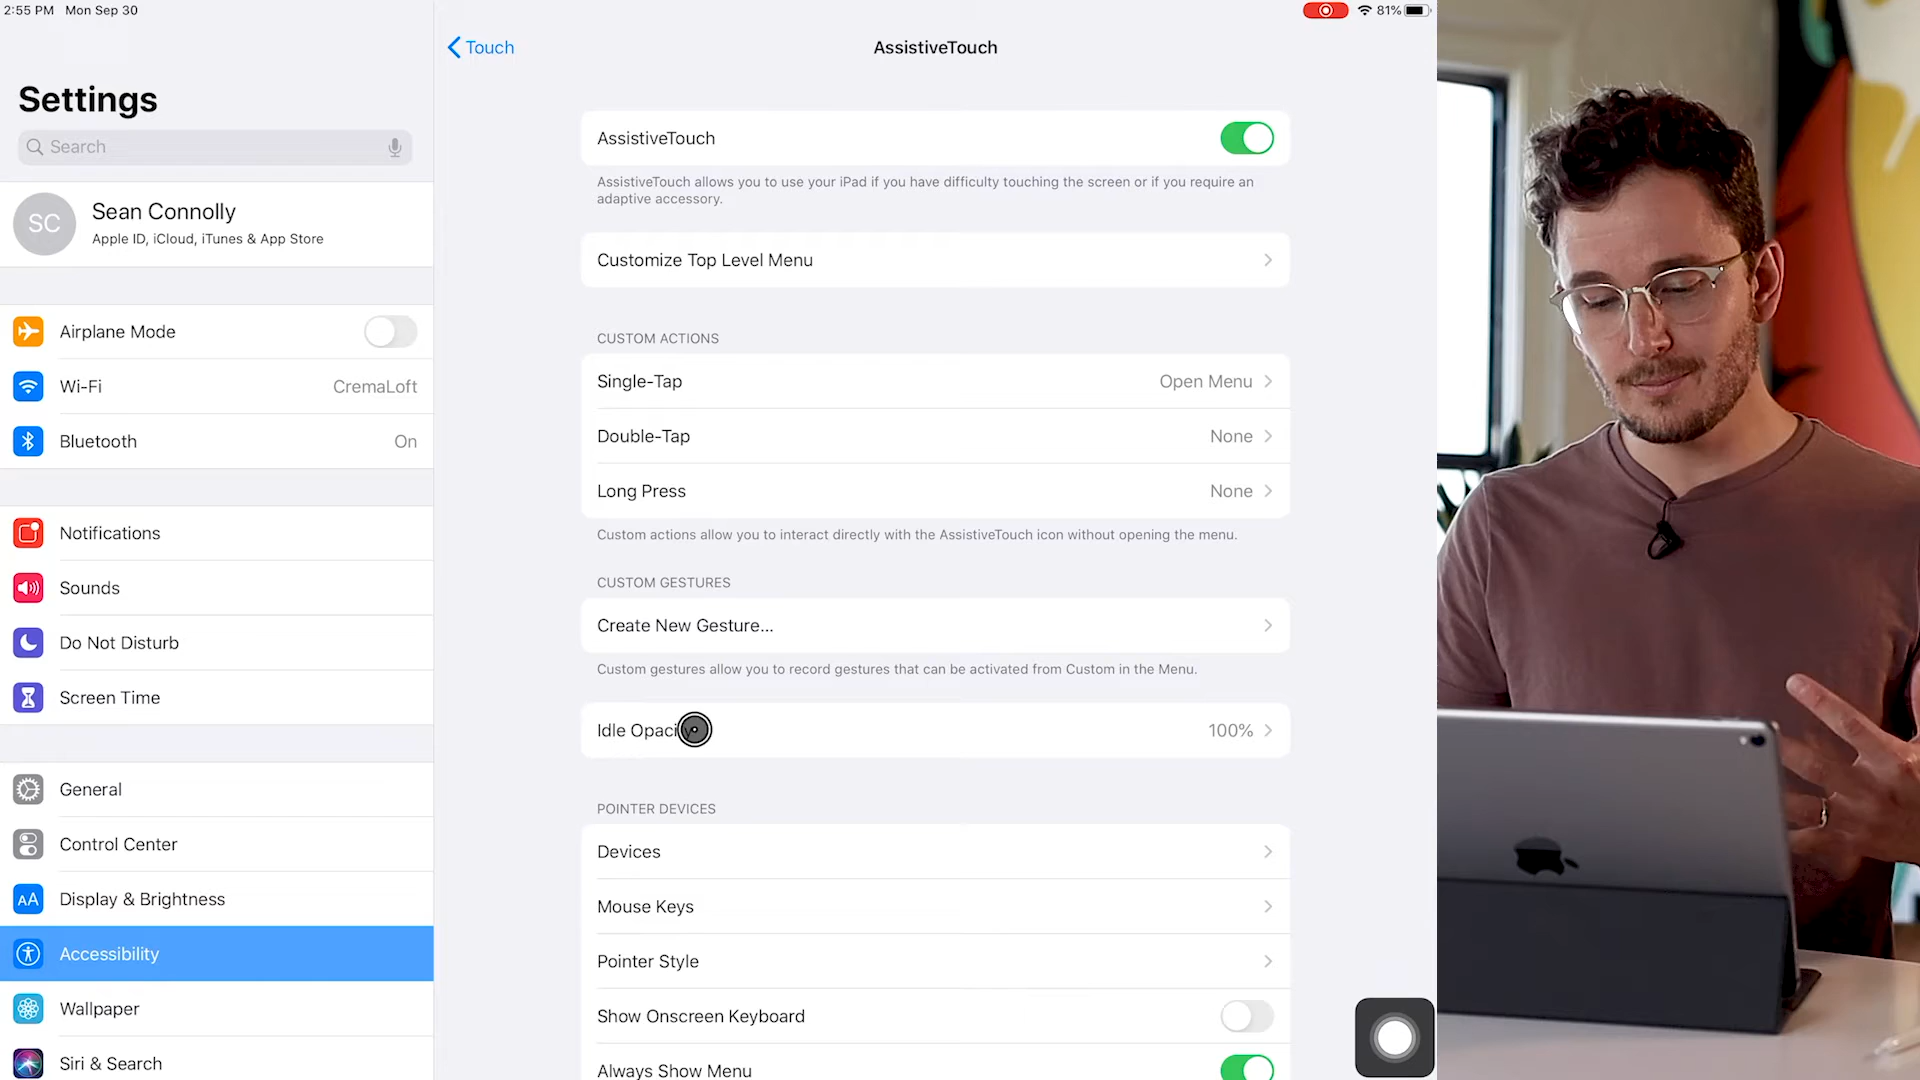 2:55 PM Mon Sep 30
81%
Settings
Search
SC
Sean Connolly
Apple ID, iCloud, iTunes & App Store
Airplane Mode
Wi-Fi CremaLoft
Bluetooth On
Notifications
Sounds
Do Not Disturb
Screen Time
General
Control Center
AA Display & Brightness
Accessibility
Wallpaper
Siri & Search
Touch
AssistiveTouch
AssistiveTouch
AssistiveTouch allows you to use your iPad if you have difficulty touching the screen or if you require an
adaptive accessory.
Customize Top Level Menu
CUSTOM ACTIONS
Single-Tap Open Menu
Double-Tap None
Long Press None
Custom actions allow you to interact directly with the AssistiveTouch icon without opening the menu.
CUSTOM GESTURES
Create New Gesture...
Custom gestures allow you to record gestures that can be activated from Custom in the Menu.
Idle Opacity 100%
POINTER DEVICES
Devices
Mouse Keys
Pointer Style
Show Onscreen Keyboard
Always Show Menu